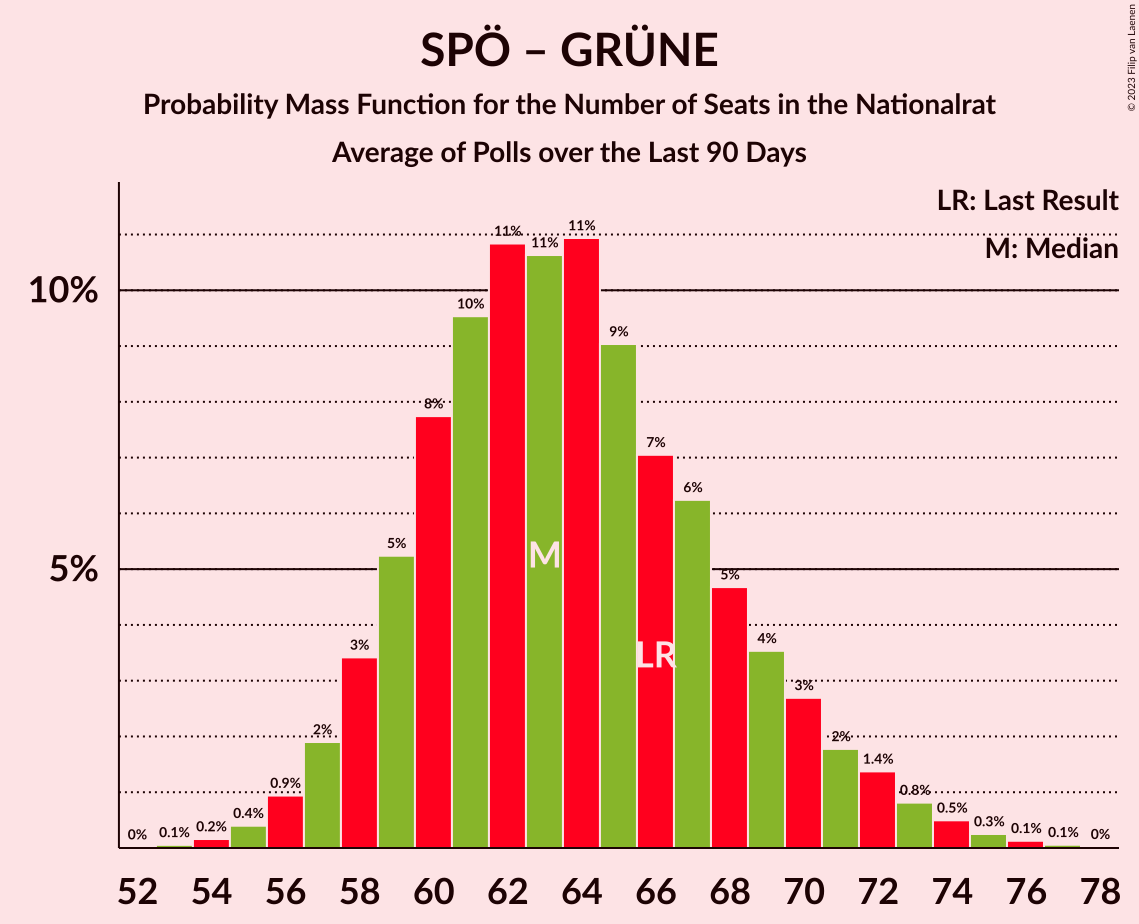 SPÖ – GRÜNE
Probability Mass Function for the Number of Seats in the Nationalrat
Average of Polls over the Last 90 Days
© 2023 Filip van Laenen
LR: Last Result
M: Median
10%
5%
0% 0.1% 0.2% 0.4% 0.9% 2% 3% 5% 8% 10% 11% 11% 11% 9% 7% 6% 5% 4% 3% 2% 1.4% 0.8% 0.5% 0.3% 0.1% 0.1% 0%
M
LR
52 54 56 58 60 62 64 66 68 70 72 74 76 78